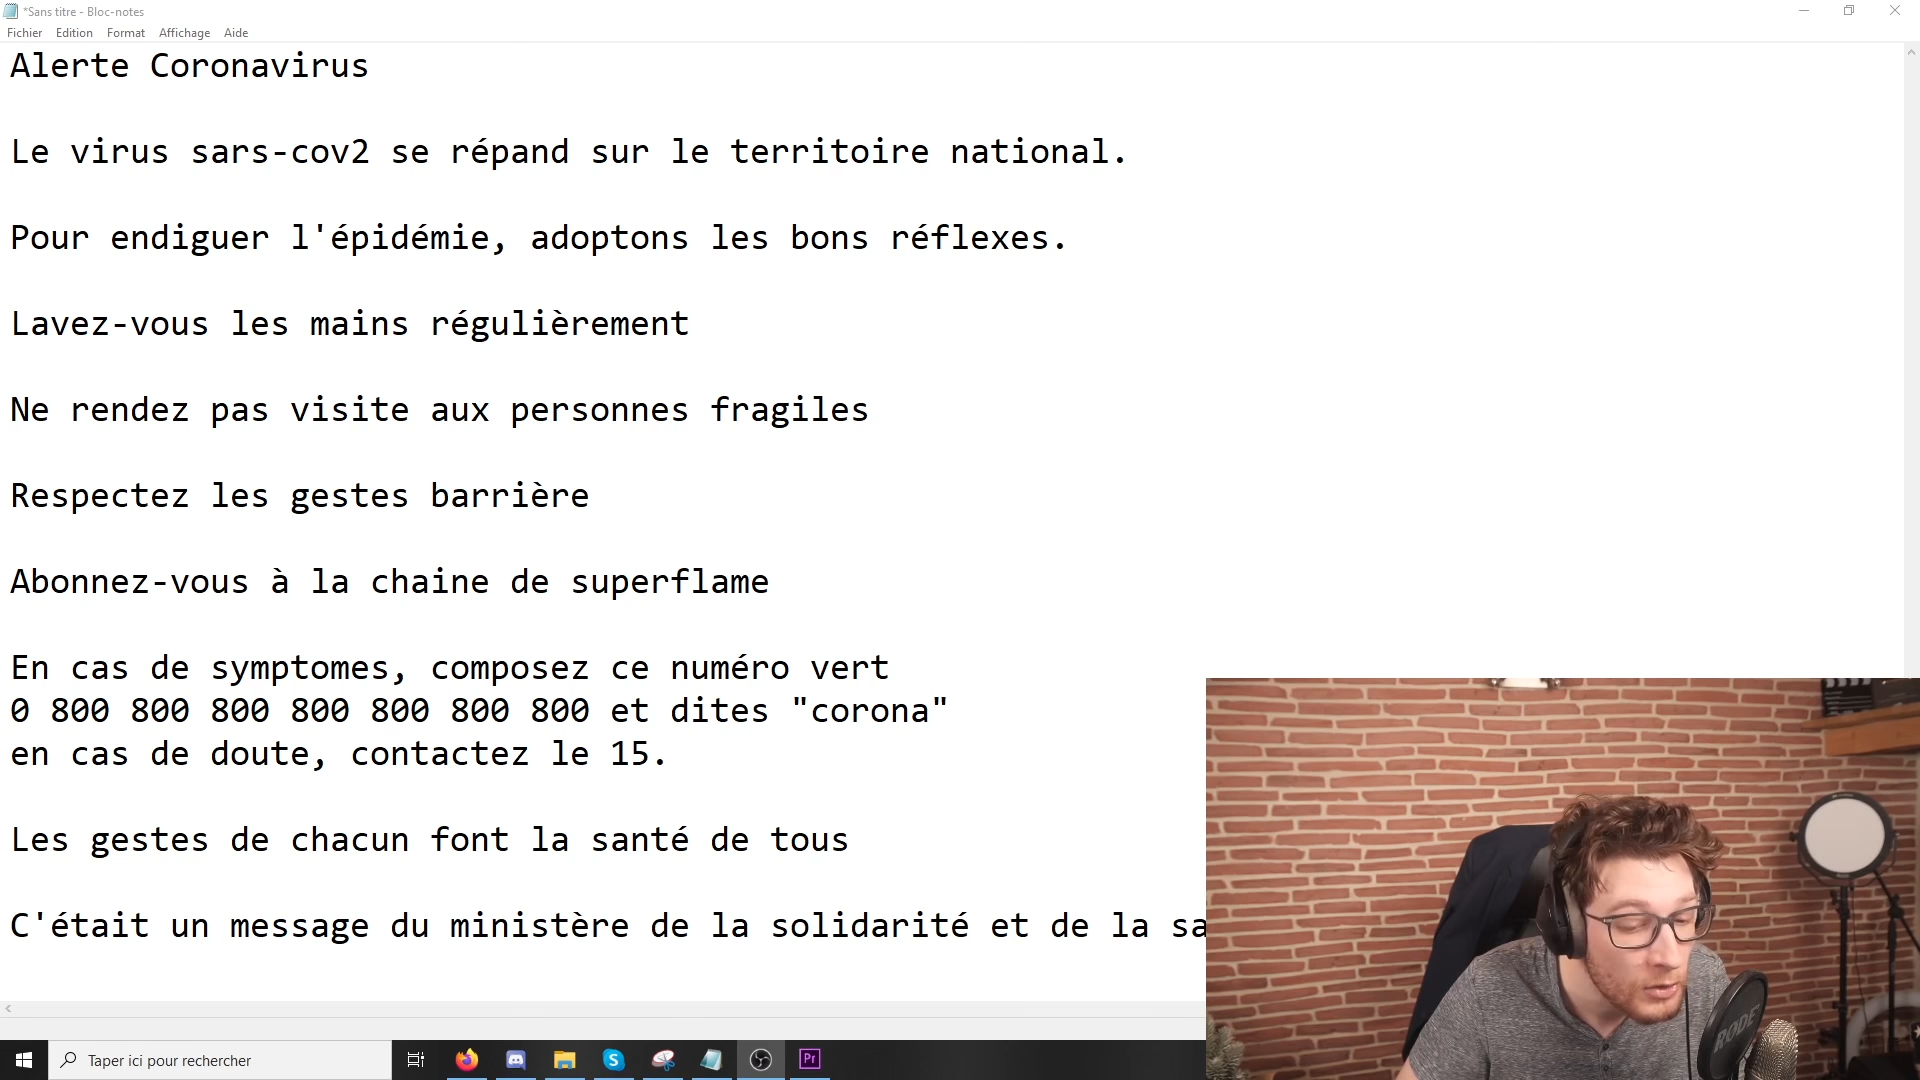 *Sans titre - Bloc-notes
Fichier Edition Format Affichage Aide
Alerte Coronavirus
Le virus sars-cov2 se répand sur le territoire national.
Pour endiguer l'épidémie, adoptons les bons réflexes.
Lavez-vous les mains régulièrement
Ne rendez pas visite aux personnes fragiles
Respectez les gestes barrière
Abonnez-vous à la chaine de superflame
En cas de symptomes, composez ce numéro vert
0 800 800 800 800 800 800 800 et dites "corona"
en cas de doute, contactez le 15.
Les gestes de chacun font la santé de tous
C'était un message du ministère de la solidarité et de la sa
RODE
Taper ici pour rechercher
S
Pr